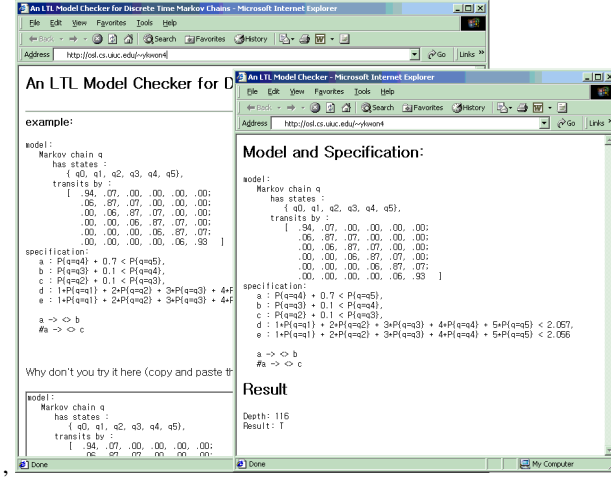 An LTL Model Checker for Discrete Time Markov Chains - Microsoft Internet Explorer
File Edit View Favorites Tools Help
Back Search Favorites History
Address http://osl.cs.uiuc.edu/~ykwon4 Go Links »
An LTL Model Checker for D
example:
model:
Markov chain q
has states :
{ q0, q1, q2, q3, q4, q5},
transits by :
[ .94, .07, .00, .00, .00, .00;
.06, .87, .07, .00, .00, .00;
.00, .06, .87, .07, .00, .00;
.00, .00, .06, .87, .07, .00;
.00, .00, .00, .06, .87, .07;
.00, .00, .00, .00, .06, .93 ]
specification:
a : P{q=q4} + 0.7 < P{q=q5},
b : P{q=q3} + 0.1 < P{q=q4},
c : P{q=q2} + 0.1 < P{q=q3},
d : 1*P{q=q1} + 2*P{q=q2} + 3*P{q=q3} + 4*F
e : 1*P{q=q1} + 2*P{q=q2} + 3*P{q=q3} + 4*F
a -> <> b
#a -> <> c
Why don't you try it here (copy and paste th
model:
Markov chain q
has states :
{ q0, q1, q2, q3, q4, q5},
transits by :
[ .94, .07, .00, .00, .00, .00;
.06, .87, .07, .00, .00, .00;
Done
An LTL Model Checker - Microsoft Internet Explorer
File Edit View Favorites Tools Help
Back Search Favorites History
Address http://osl.cs.uiuc.edu/~ykwon4 Go Links »
Model and Specification:
model:
Markov chain q
has states :
{ q0, q1, q2, q3, q4, q5},
transits by :
[ .94, .07, .00, .00, .00, .00;
.06, .87, .07, .00, .00, .00;
.00, .06, .87, .07, .00, .00;
.00, .00, .06, .87, .07, .00;
.00, .00, .00, .06, .87, .07;
.00, .00, .00, .00, .06, .93 ]
specification:
a : P{q=q4} + 0.7 < P{q=q5},
b : P{q=q3} + 0.1 < P{q=q4},
c : P{q=q2} + 0.1 < P{q=q3},
d : 1*P{q=q1} + 2*P{q=q2} + 3*P{q=q3} + 4*P{q=q4} + 5*P{q=q5} < 2.057,
e : 1*P{q=q1} + 2*P{q=q2} + 3*P{q=q3} + 4*P{q=q4} + 5*P{q=q5} < 2.056
a -> <> b
#a -> <> c
Result
Depth: 116
Result: T
Done My Computer
,